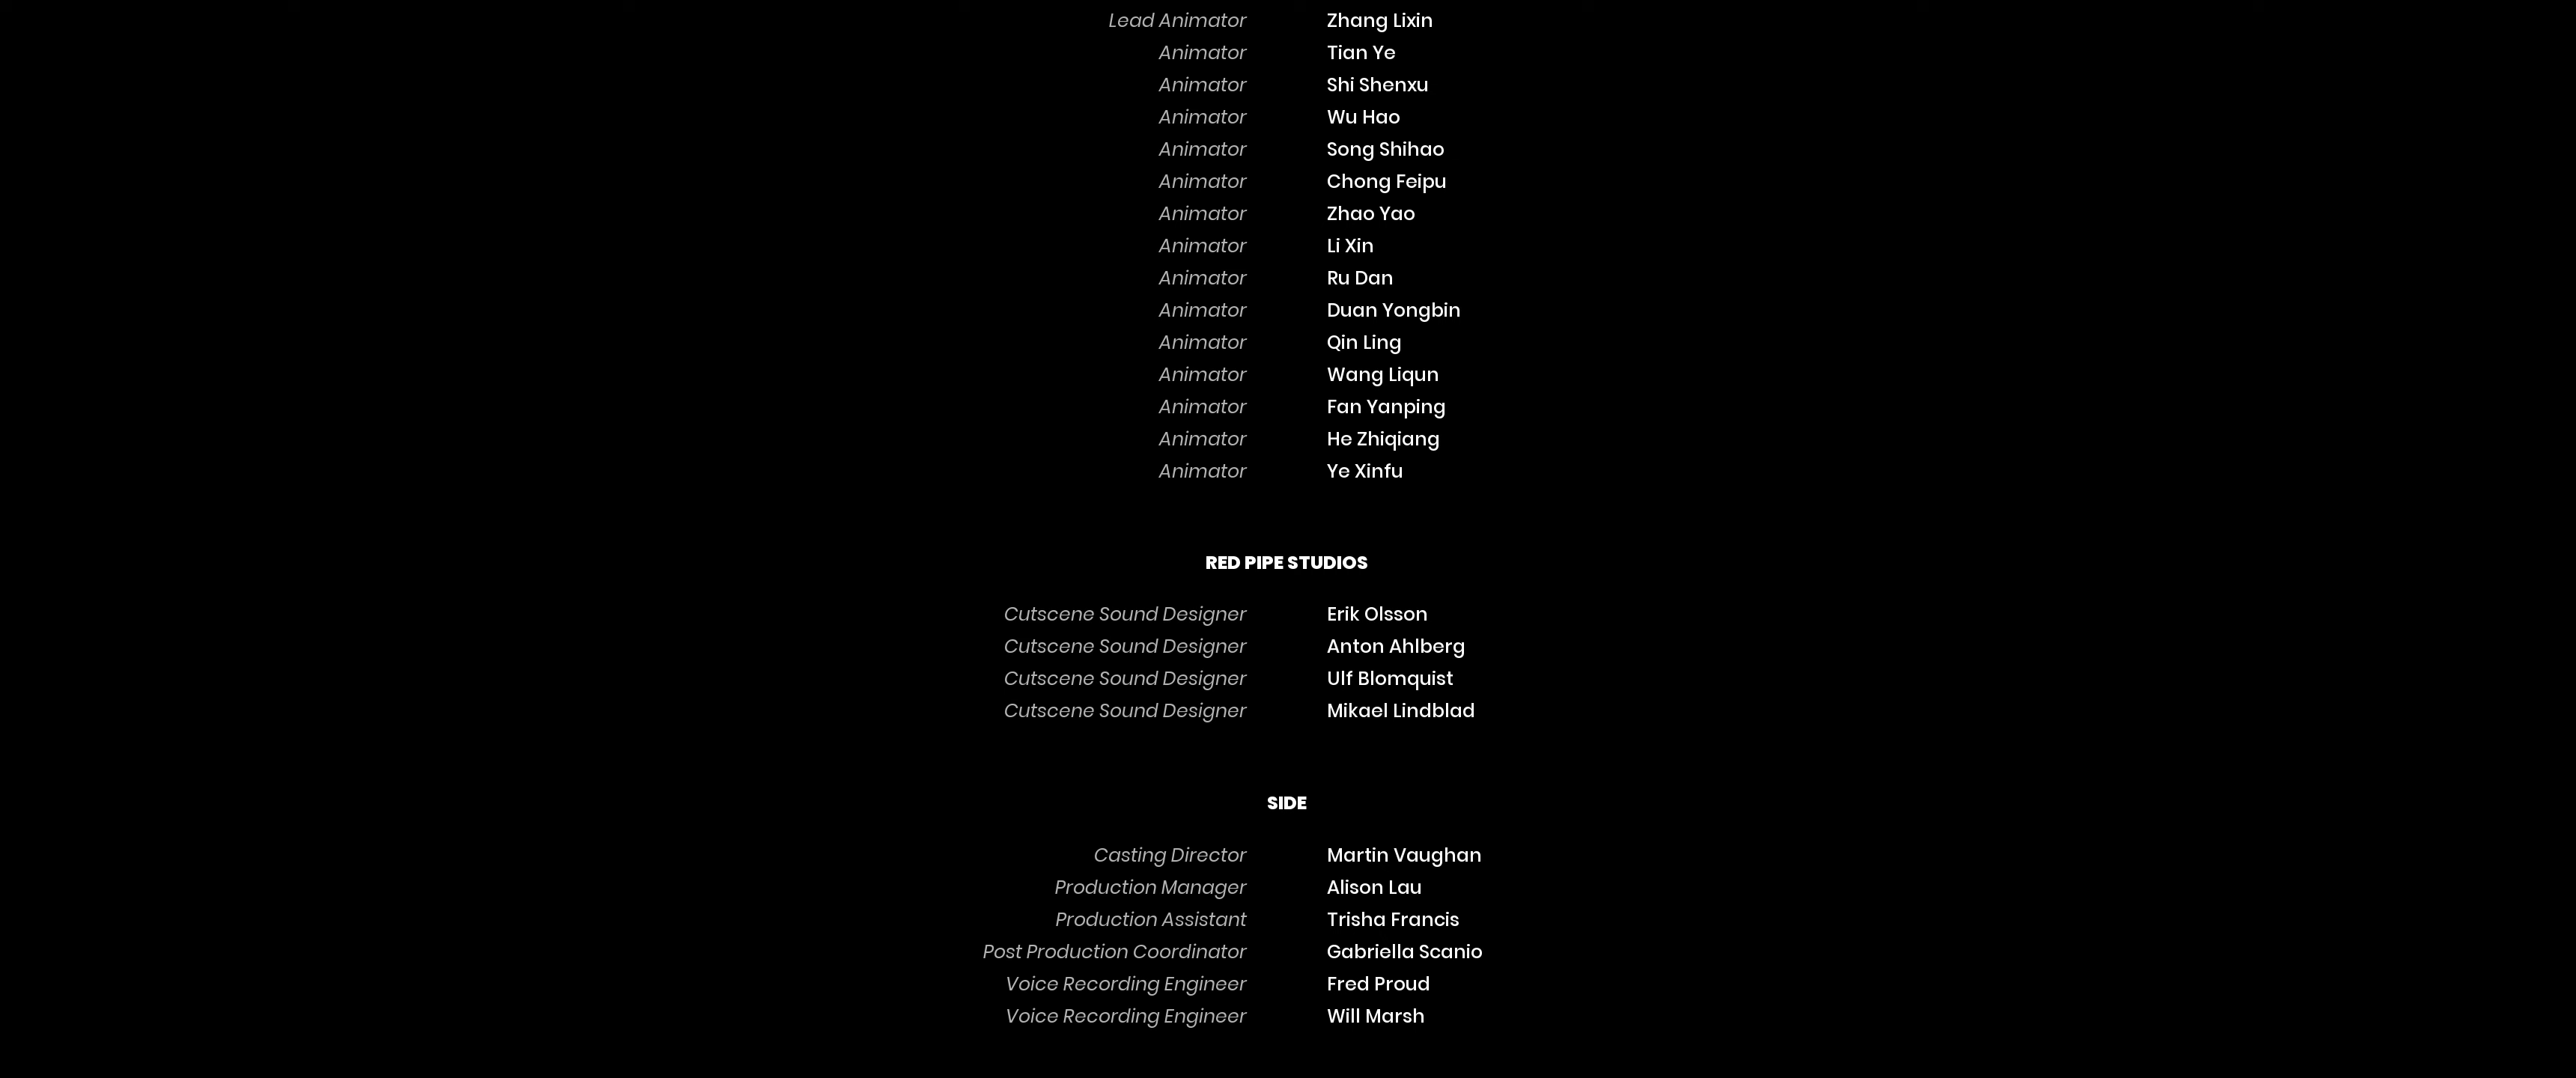 Lead Animator Zhang Lixin
Animator Tian Ye
Animator Shi Shenxu
Animator Wu Hao
Animator Song Shihao
Animator Chong Feipu
Animator Zhao Yao
Animator Li Xin
Animator Ru Dan
Animator Duan Yongbin
Animator Qin Ling
Animator Wang Liqun
Animator Fan Yanping
Animator He Zhiqiang
Animator Ye Xinfu
RED PIPE STUDIOS
Cutscene Sound Designer Erik Olsson
Cutscene Sound Designer Anton Ahlberg
Cutscene Sound Designer Ulf Blomquist
Cutscene Sound Designer Mikael Lindblad
SIDE
Casting Director Martin Vaughan
Production Manager Alison Lau
Production Assistant Trisha Francis
Post Production Coordinator Gabriella Scanio
Voice Recording Engineer Fred Proud
Voice Recording Engineer Will Marsh